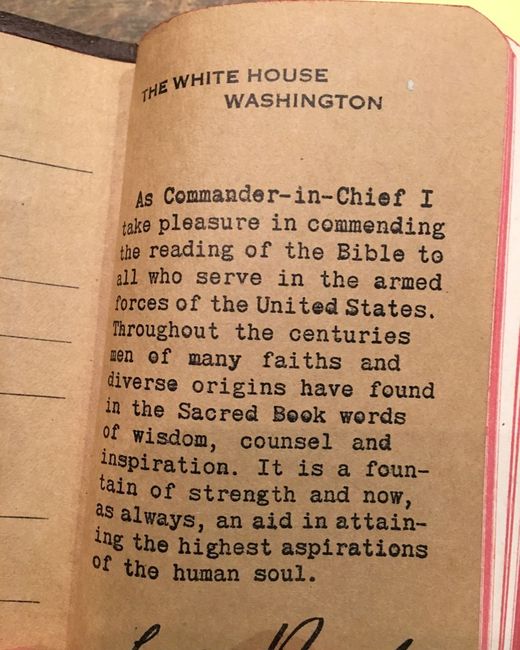 THE WHITE HOUSE
WASHINGTON
As Commander-in-Chief I
take pleasure in commending
the reading of the Bible to
all who serve in the armed
forces of the United States.
Throughout the centuries
men of many faiths and
diverse origins have found
in the Sacred Book words
of wisdom, counsel and
inspiration. It is a foun-
tain of strength and now,
as always, an aid in attain-
ing the highest aspirations
of the human soul.